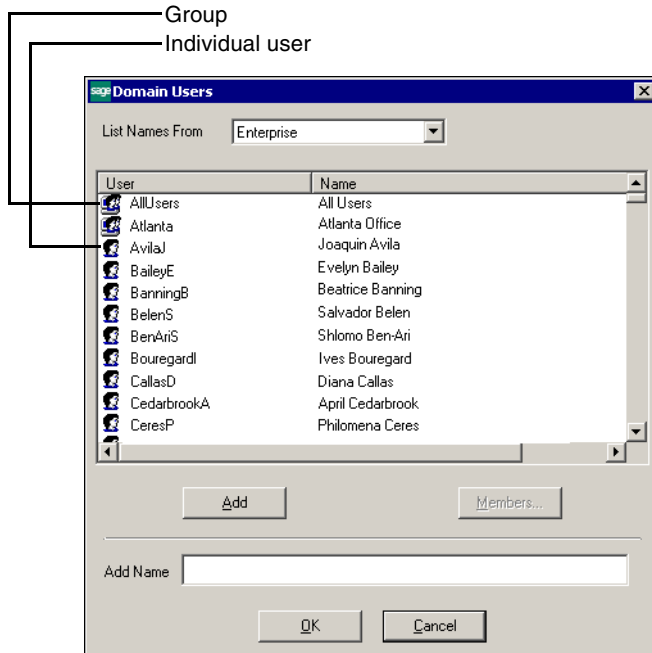 Group
Individual user
sage Domain Users
List Names From Enterprise
User Name
AllUsers All Users
Atlanta Atlanta Office
AvilaJ Joaquin Avila
BaileyE Evelyn Bailey
BanningB Beatrice Banning
BelenS Salvador Belen
BenAriS Shlomo Ben-Ari
BouregardI Ives Bouregard
CallasD Diana Callas
CedarbrookA April Cedarbrook
CeresP Philomena Ceres
Add Members...
Add Name
OK Cancel